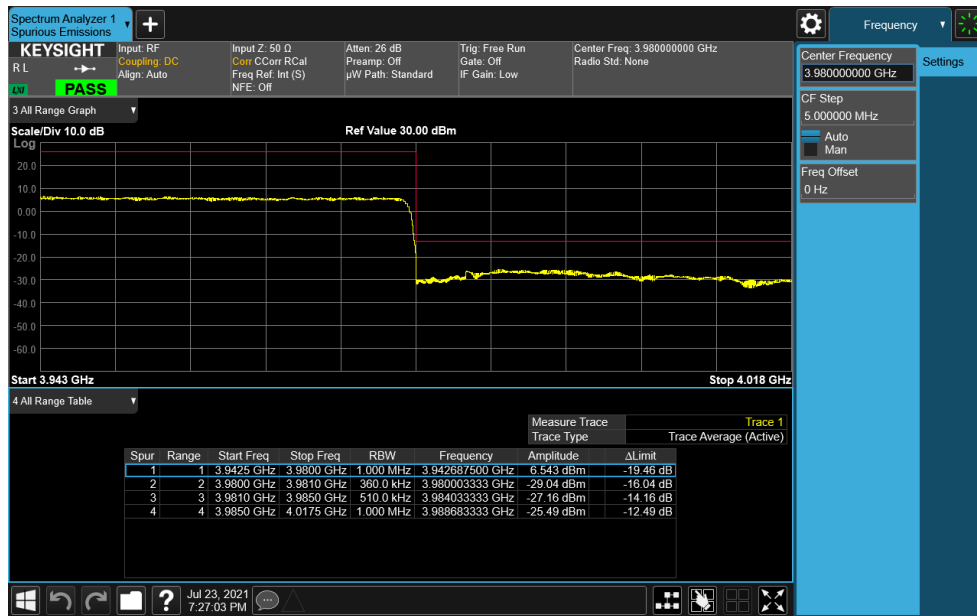 Spectrum Analyzer 1
Spurious Emissions
Frequency
KEYSIGHT
R L
LXI
PASS
Input: RF
Coupling: DC
Align: Auto
Input Z: 50 Ω
Corr CCorr RCal
Freq Ref: Int (S)
NFE: Off
Atten: 26 dB
Preamp: Off
µW Path: Standard
Trig: Free Run
Gate: Off
IF Gain: Low
Center Freq: 3.980000000 GHz
Radio Std: None
Center Frequency
3.980000000 GHz
Settings
CF Step
5.000000 MHz
Auto
Man
Freq Offset
0 Hz
3 All Range Graph
Scale/Div 10.0 dB
Ref Value 30.00 dBm
Log
20.0
10.0
0.00
-10.0
-20.0
-30.0
-40.0
-50.0
-60.0
Start 3.943 GHz
Stop 4.018 GHz
4 All Range Table
Measure Trace Trace 1
Trace Type Trace Average (Active)
Spur Range Start Freq Stop Freq RBW Frequency Amplitude ΔLimit
1 1 3.9425 GHz 3.9800 GHz 1.000 MHz 3.942687500 GHz 6.543 dBm -19.46 dB
2 2 3.9800 GHz 3.9810 GHz 360.0 kHz 3.980003333 GHz -29.04 dBm -16.04 dB
3 3 3.9810 GHz 3.9850 GHz 510.0 kHz 3.984033333 GHz -27.16 dBm -14.16 dB
4 4 3.9850 GHz 4.0175 GHz 1.000 MHz 3.988683333 GHz -25.49 dBm -12.49 dB
?
Jul 23, 2021
7:27:03 PM